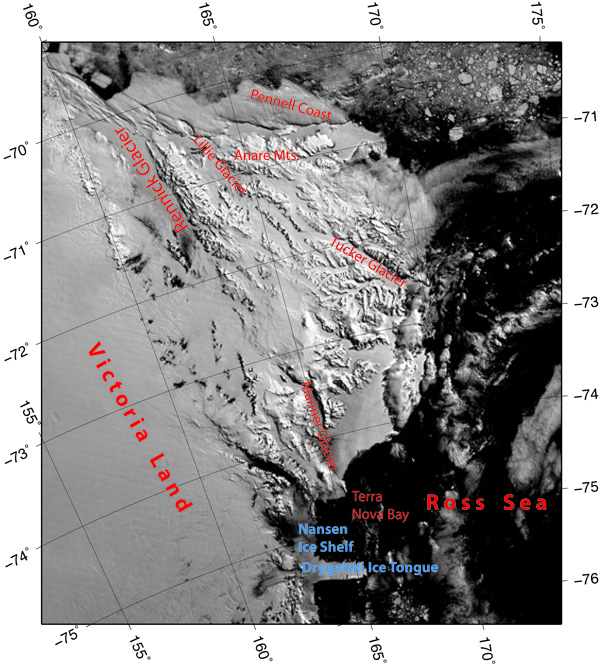 160°
165°
170°
175°
Pennell Coast
−71°
Rennick Glacier
Lillie Glacier
Anare Mts.
−70°
−72°
−71°
Tucker Glacier
−73°
−72°
Victoria Land
Mariner Glacier
−74°
155°
−73°
−75°
Terra
Nova Bay
Ross Sea
Nansen
Ice Shelf
−74°
Drygalski Ice Tongue
−76°
−75°
155°
160°
165°
170°